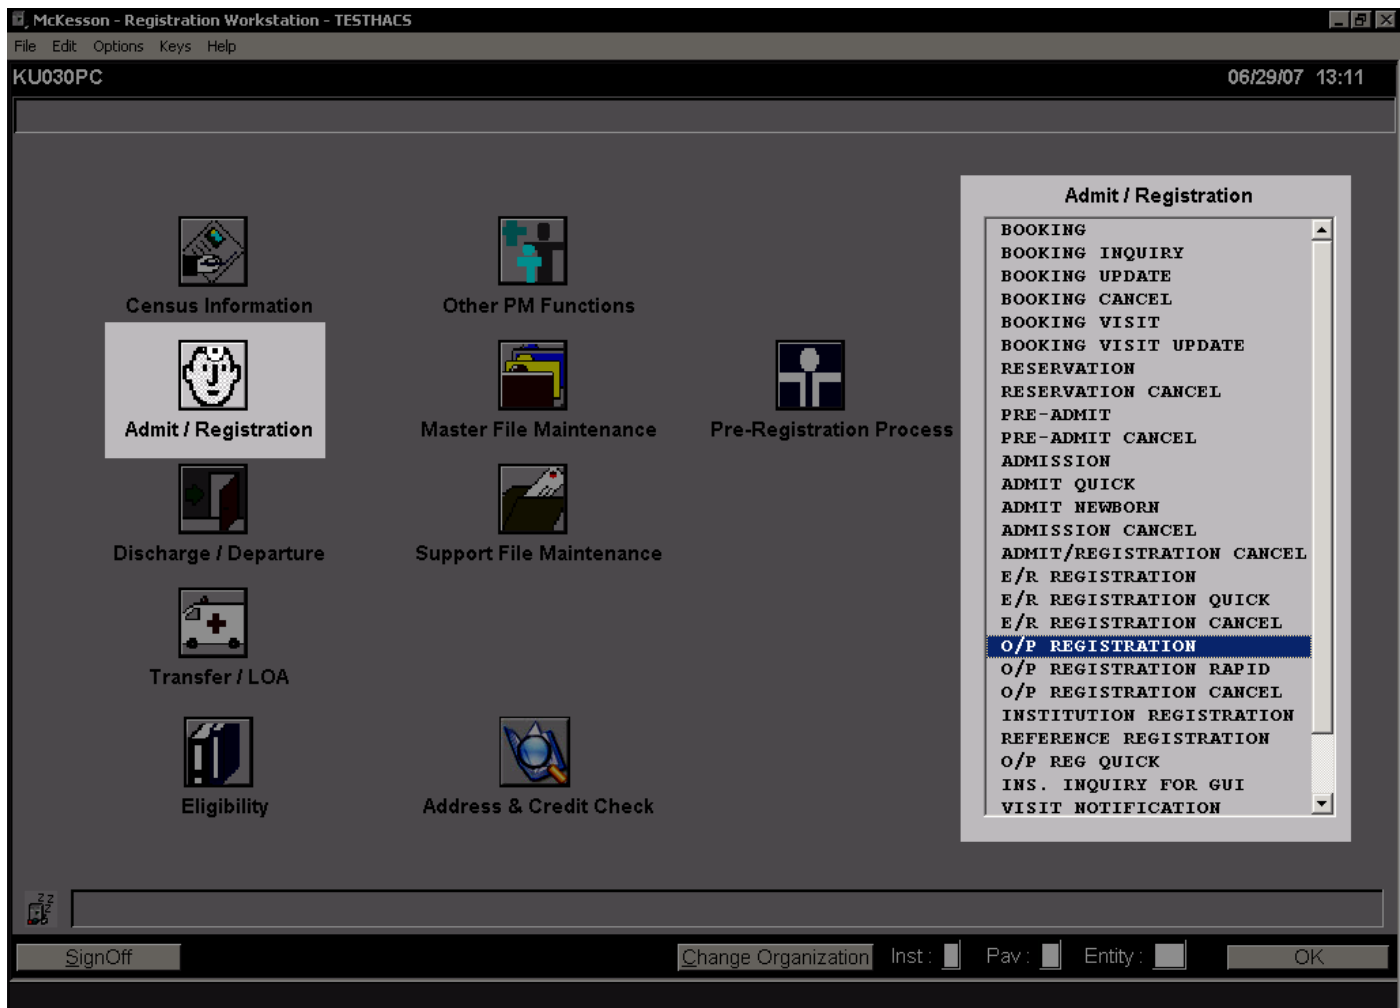 McKesson - Registration Workstation - TESTHACS
File Edit Options Keys Help
KU030PC 06/29/07 13:11
Census Information
Other PM Functions
Admit / Registration
Master File Maintenance
Pre-Registration Process
Discharge / Departure
Support File Maintenance
Transfer / LOA
Eligibility
Address & Credit Check
Admit / Registration
BOOKING
BOOKING INQUIRY
BOOKING UPDATE
BOOKING CANCEL
BOOKING VISIT
BOOKING VISIT UPDATE
RESERVATION
RESERVATION CANCEL
PRE-ADMIT
PRE-ADMIT CANCEL
ADMISSION
ADMIT QUICK
ADMIT NEWBORN
ADMISSION CANCEL
ADMIT/REGISTRATION CANCEL
E/R REGISTRATION
E/R REGISTRATION QUICK
E/R REGISTRATION CANCEL
O/P REGISTRATION
O/P REGISTRATION RAPID
O/P REGISTRATION CANCEL
INSTITUTION REGISTRATION
REFERENCE REGISTRATION
O/P REG QUICK
INS. INQUIRY FOR GUI
VISIT NOTIFICATION
zzz
SignOff Change Organization Inst : Pav : Entity : OK